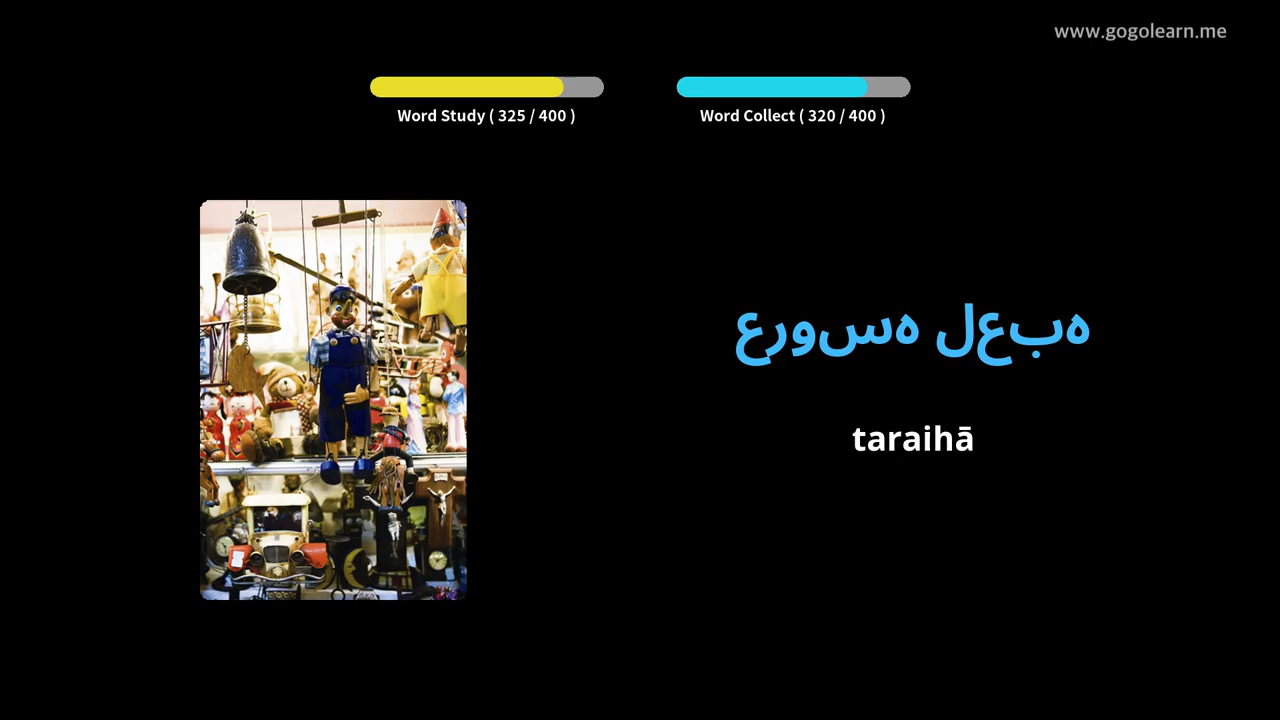 www.gogolearn.me
Word Study ( 325 / 400 )
Word Collect ( 320 / 400 )
عروسه لعبه
taraihā